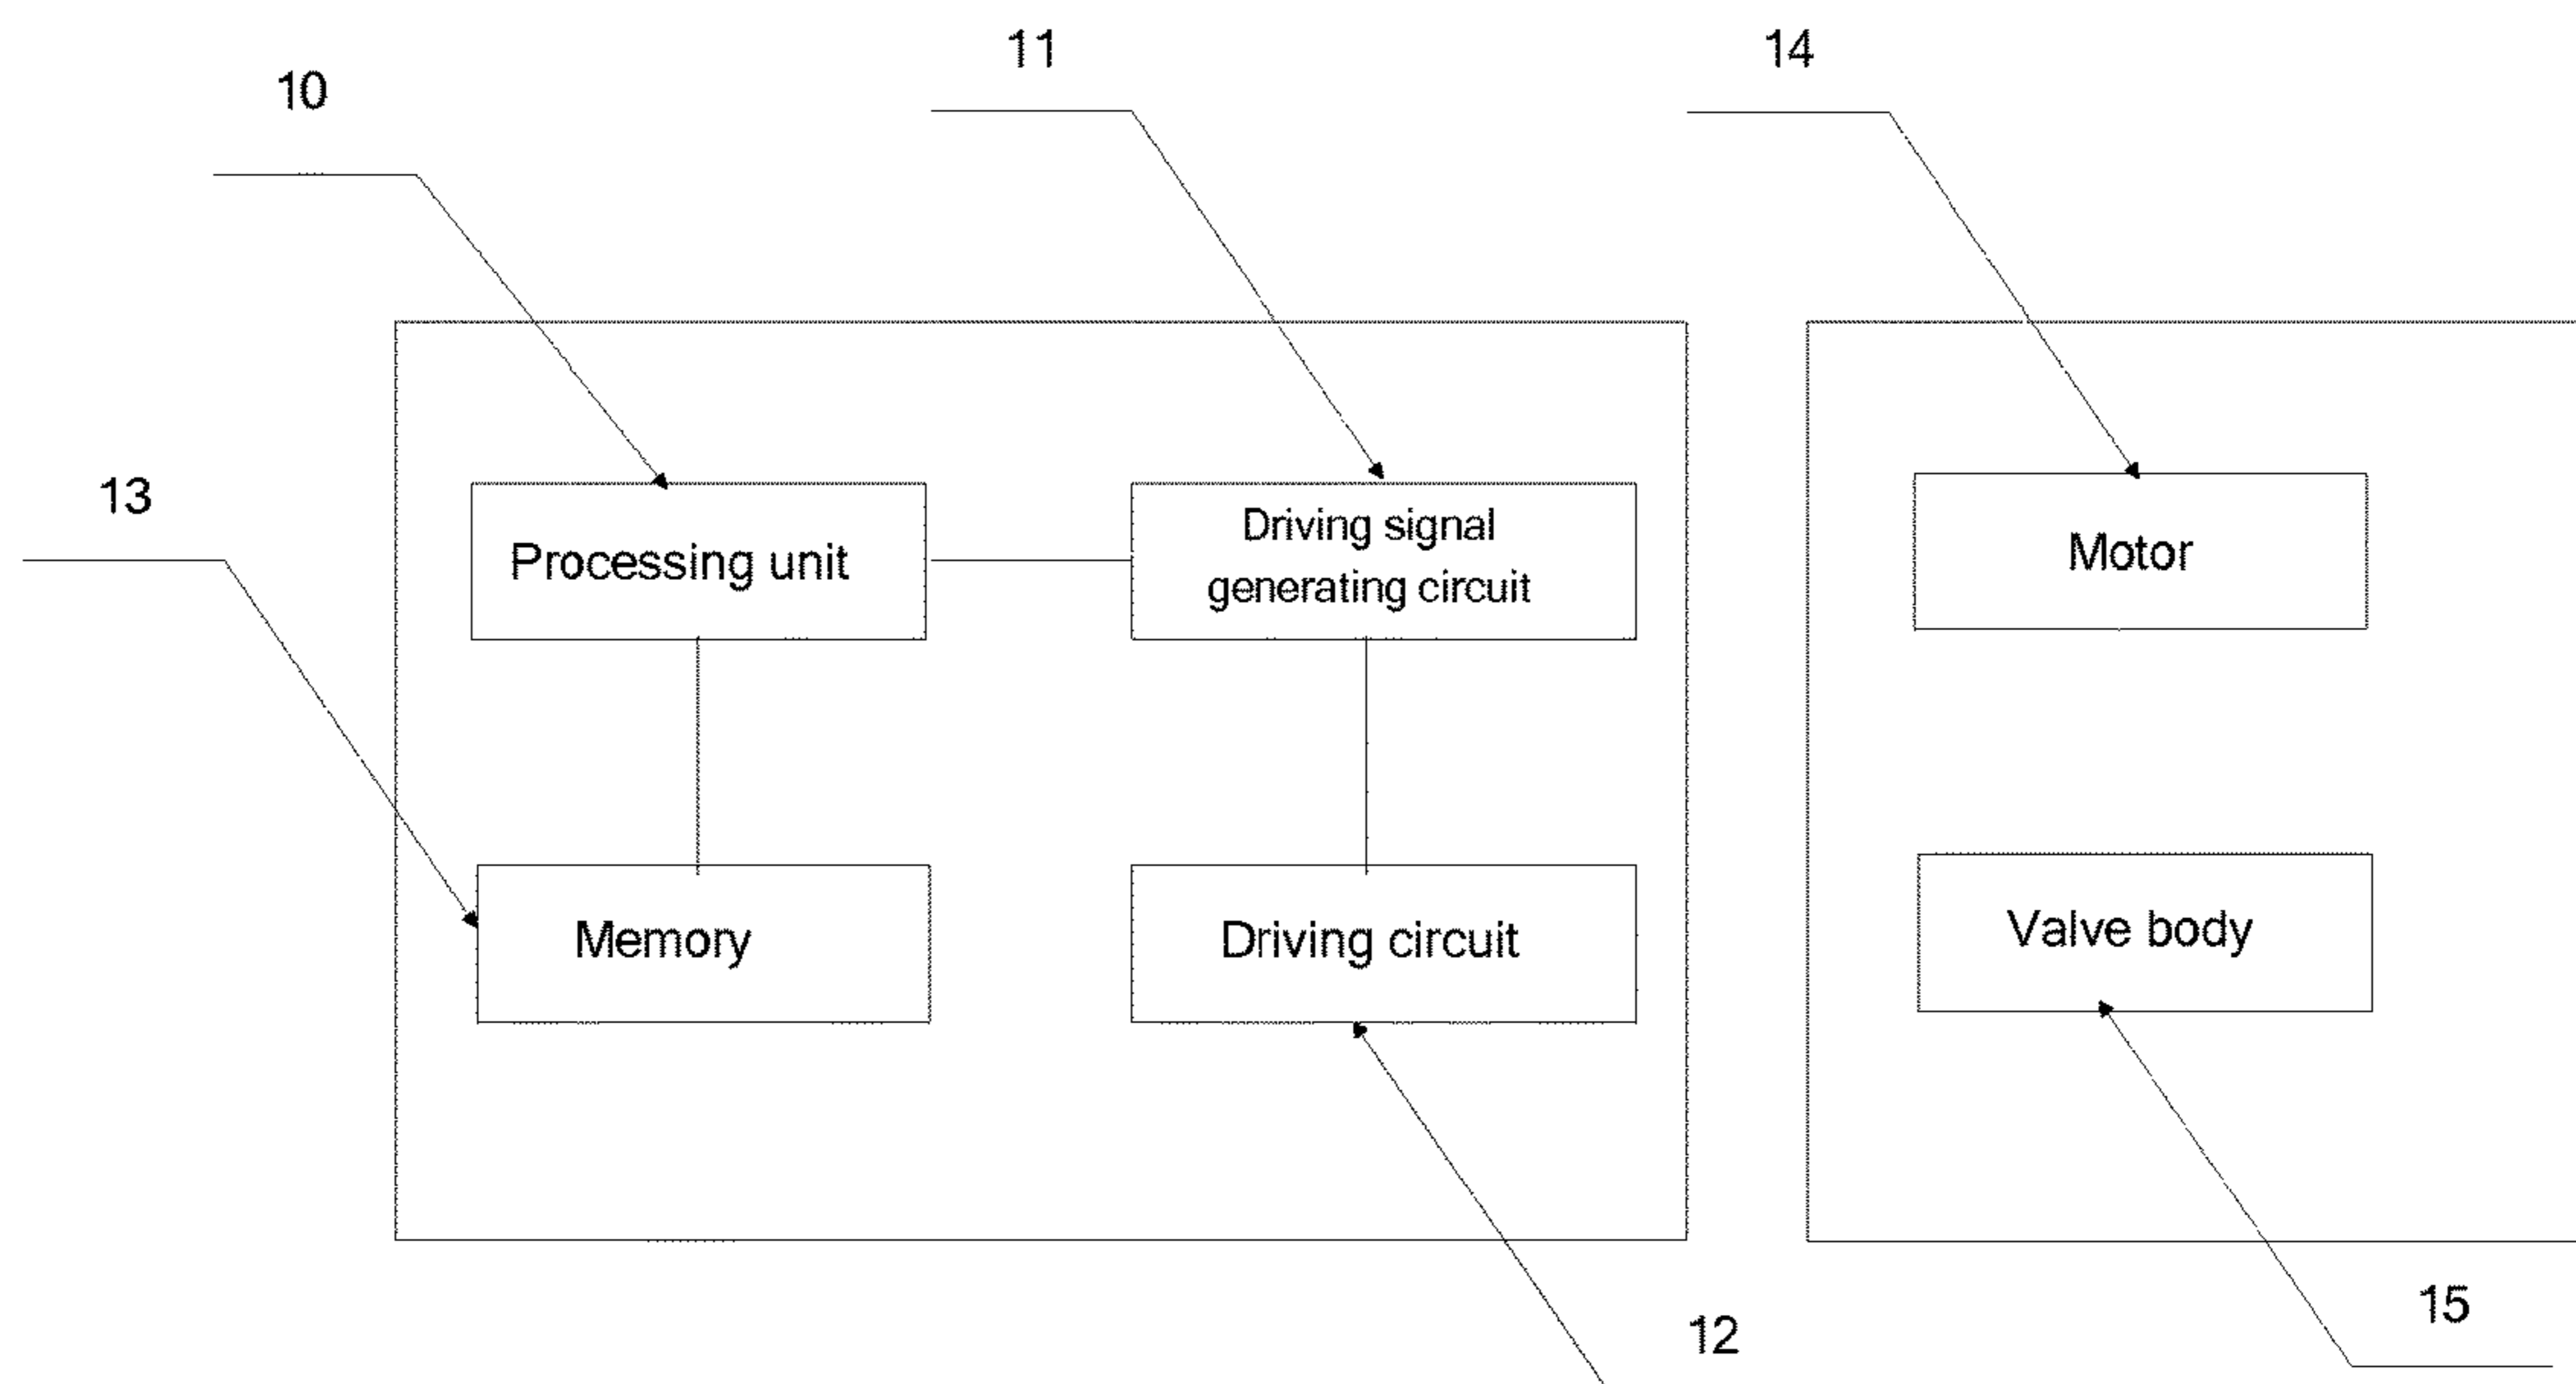 11
14
10
13
Processing unit
Driving signal
generating circuit
Motor
Memory
Driving circuit
Valve body
12
15